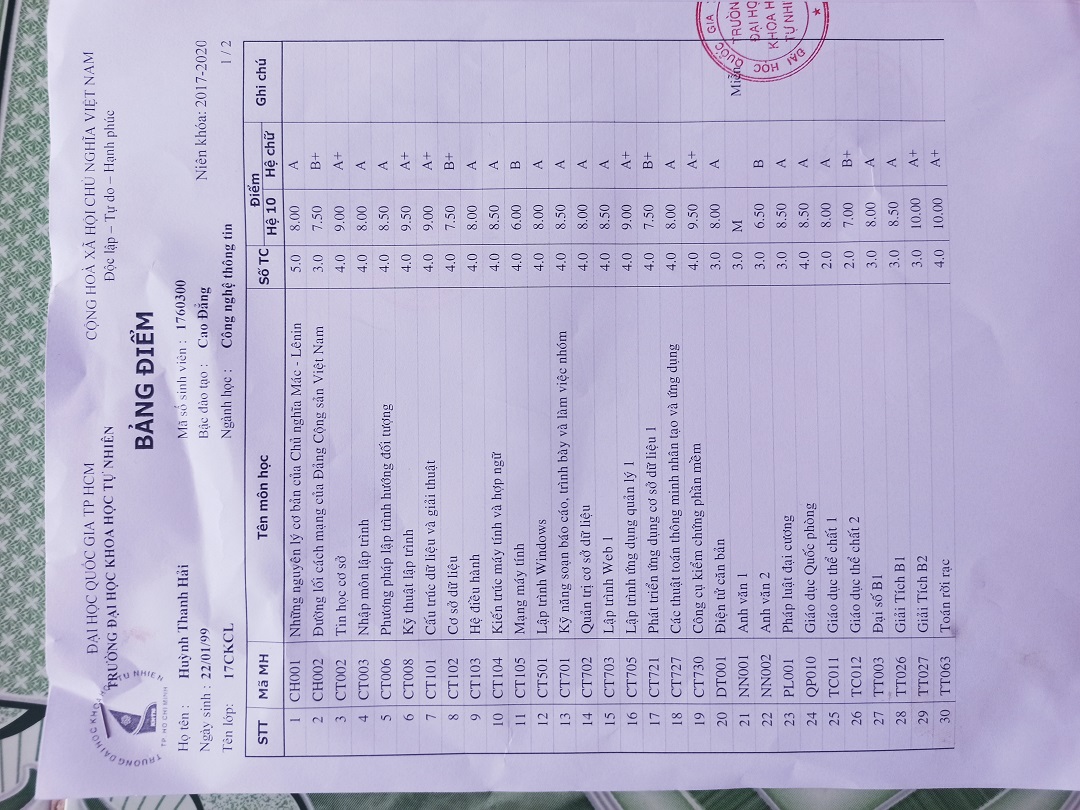 ĐẠI HỌC QUỐC GIA TP HCM
TRƯỜNG ĐẠI HỌC KHOA HỌC TỰ NHIÊN
CỘNG HOÀ XÃ HỘI CHỦ NGHĨA VIỆT NAM
Độc lập – Tự do – Hạnh phúc
TRƯỜNG ĐẠI HỌC KHOA TỰ NHIÊN
TP. HỒ CHÍ MINH
BẢNG ĐIỂM
Họ tên : Huỳnh Thanh Hải Mã số sinh viên : 1760300
Ngày sinh : 22/01/99 Bậc đào tạo : Cao Đẳng Niên khóa: 2017-2020
Tên lớp: 17CKCL Ngành học : Công nghệ thông tin 1 / 2
STT Mã MH Tên môn học Số TC Điểm Ghi chú
Hệ 10 Hệ chữ
1 CH001 Những nguyên lý cơ bản của Chủ nghĩa Mác - Lênin 5.0 8.00 A
2 CH002 Đường lối cách mạng của Đảng Cộng sản Việt Nam 3.0 7.50 B+
3 CT002 Tin học cơ sở 4.0 9.00 A+
4 CT003 Nhập môn lập trình 4.0 8.00 A
5 CT006 Phương pháp lập trình hướng đối tượng 4.0 8.50 A
6 CT008 Kỹ thuật lập trình 4.0 9.50 A+
7 CT101 Cấu trúc dữ liệu và giải thuật 4.0 9.00 A+
8 CT102 Cơ sở dữ liệu 4.0 7.50 B+
9 CT103 Hệ điều hành 4.0 8.00 A
10 CT104 Kiến trúc máy tính và hợp ngữ 4.0 8.50 A
11 CT105 Mạng máy tính 4.0 6.00 B
12 CT501 Lập trình Windows 4.0 8.00 A
13 CT701 Kỹ năng soạn báo cáo, trình bày và làm việc nhóm 4.0 8.50 A
14 CT702 Quản trị cơ sở dữ liệu 4.0 8.00 A
15 CT703 Lập trình Web 1 4.0 8.50 A
16 CT705 Lập trình ứng dụng quản lý 1 4.0 9.00 A+
17 CT721 Phát triển ứng dụng cơ sở dữ liệu 1 4.0 7.50 B+
18 CT727 Các thuật toán thông minh nhân tạo và ứng dụng 4.0 8.00 A
19 CT730 Công cụ kiểm chứng phần mềm 4.0 9.50 A+
20 DT001 Điện tử căn bản 3.0 8.00 A
21 NN001 Anh văn 1 3.0 M Miễn
22 NN002 Anh văn 2 3.0 6.50 B
23 PL001 Pháp luật đại cương 3.0 8.50 A
24 QP010 Giáo dục Quốc phòng 4.0 8.50 A
25 TC011 Giáo dục thể chất 1 2.0 8.00 A
26 TC012 Giáo dục thể chất 2 2.0 7.00 B+
27 TT003 Đại số B1 3.0 8.00 A
28 TT026 Giải Tích B1 3.0 8.50 A
29 TT027 Giải Tích B2 3.0 10.00 A+
30 TT063 Toán rời rạc 4.0 10.00 A+
ĐẠI HỌC QUỐC GIA
TRƯỜN
ĐẠI HỌ
KHOA H
TỰ NHI